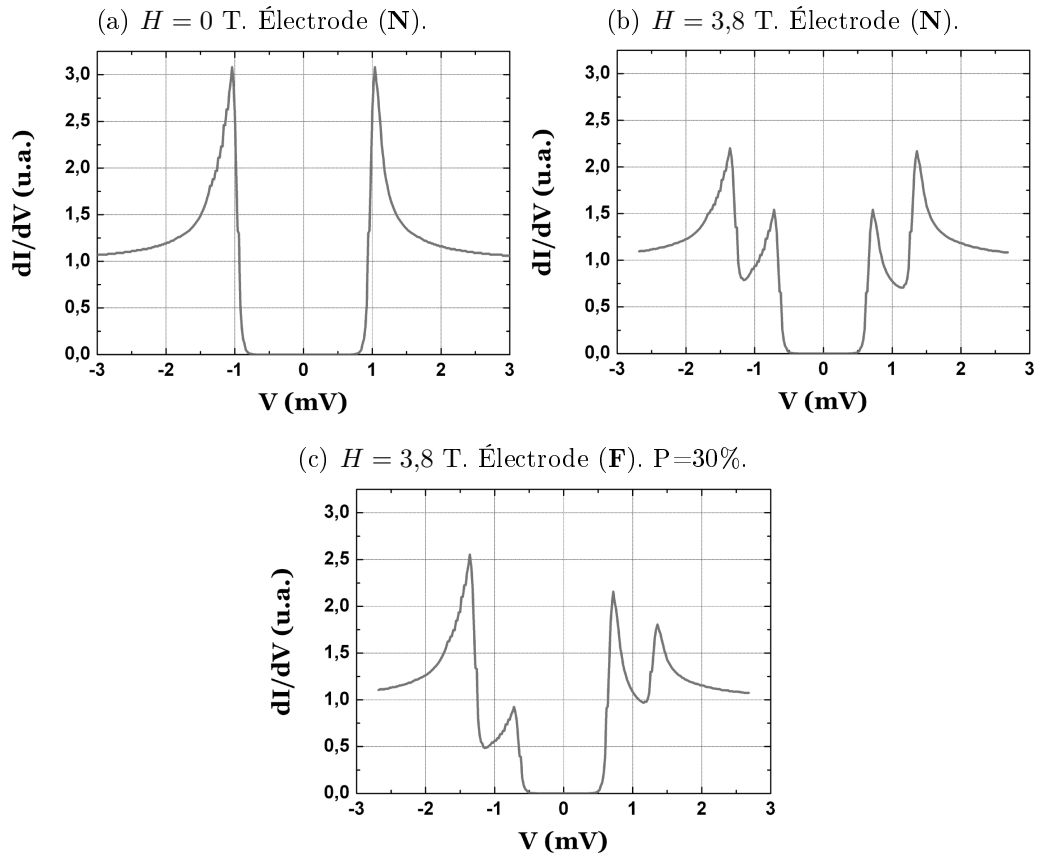 (a) H = 0 T. Électrode (N).
(b) H = 3,8 T. Électrode (N).
3,0
2,5
2,0
1,5
1,0
0,5
0,0
dI/dV (u.a.)
-3 -2 -1 0 1 2 3
V (mV)
3,0
2,5
2,0
1,5
1,0
0,5
0,0
dI/dV (u.a.)
-3 -2 -1 0 1 2 3
V (mV)
(c) H = 3,8 T. Électrode (F). P=30%.
3,0
2,5
2,0
1,5
1,0
0,5
0,0
dI/dV (u.a.)
-3 -2 -1 0 1 2 3
V (mV)